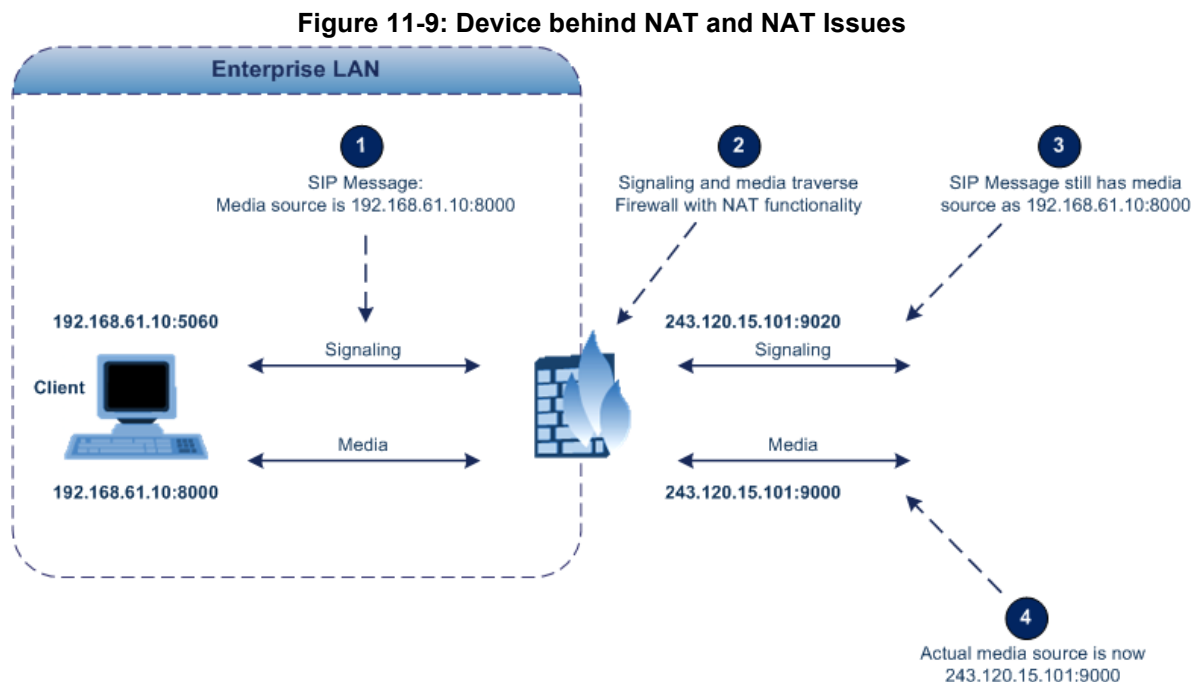 Figure 11-9: Device behind NAT and NAT Issues
Enterprise LAN
1
SIP Message:
Media source is 192.168.61.10:8000
2
Signaling and media traverse
Firewall with NAT functionality
3
SIP Message still has media
source as 192.168.61.10:8000
192.168.61.10:5060
243.120.15.101:9020
Signaling
Signaling
Client
Media
Media
192.168.61.10:8000
243.120.15.101:9000
4
Actual media source is now
243.120.15.101:9000